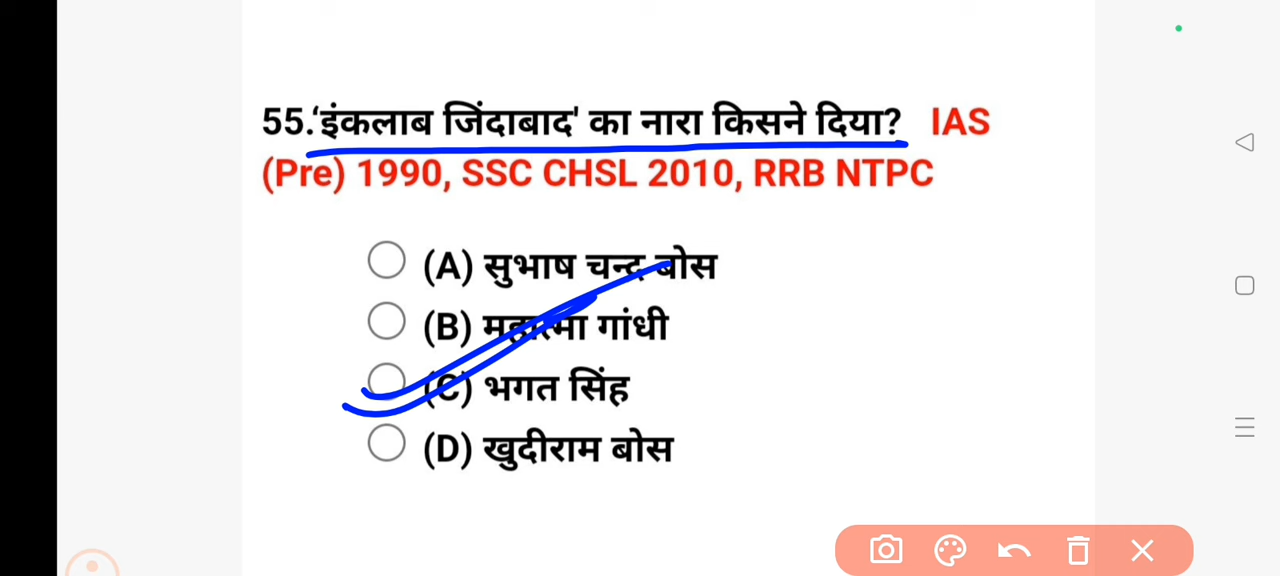 55.‘इंकलाब जिंदाबाद' का नारा किसने दिया? IAS
(Pre) 1990, SSC CHSL 2010, RRB NTPC
(A) सुभाष चन्द्र बोस
(B) महात्मा गांधी
(C) भगत सिंह
(D) खुदीराम बोस